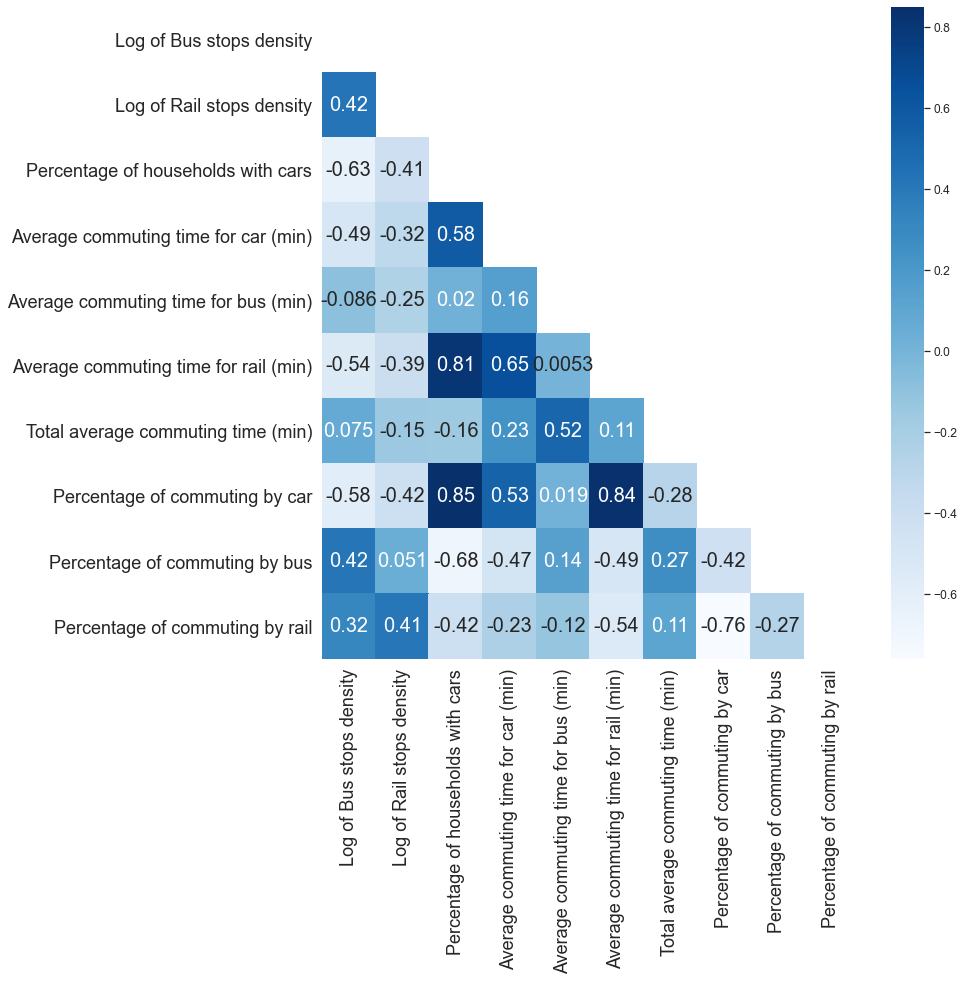 Log of Bus stops density
Log of Rail stops density
0.42
Percentage of households with cars
-0.63 -0.41
Average commuting time for car (min)
-0.49 -0.32 0.58
Average commuting time for bus (min)
-0.086 -0.25 0.02 0.16
Average commuting time for rail (min)
-0.54 -0.39 0.81 0.65 0.0053
Total average commuting time (min)
0.075 -0.15 -0.16 0.23 0.52 0.11
Percentage of commuting by car
-0.58 -0.42 0.85 0.53 0.019 0.84 -0.28
Percentage of commuting by bus
0.42 0.051 -0.68 -0.47 0.14 -0.49 0.27 -0.42
Percentage of commuting by rail
0.32 0.41 -0.42 -0.23 -0.12 -0.54 0.11 -0.76 -0.27
Log of Bus stops density
Log of Rail stops density
Percentage of households with cars
Average commuting time for car (min)
Average commuting time for bus (min)
Average commuting time for rail (min)
Total average commuting time (min)
Percentage of commuting by car
Percentage of commuting by bus
Percentage of commuting by rail
0.8
0.6
0.4
0.2
0.0
−0.2
−0.4
−0.6